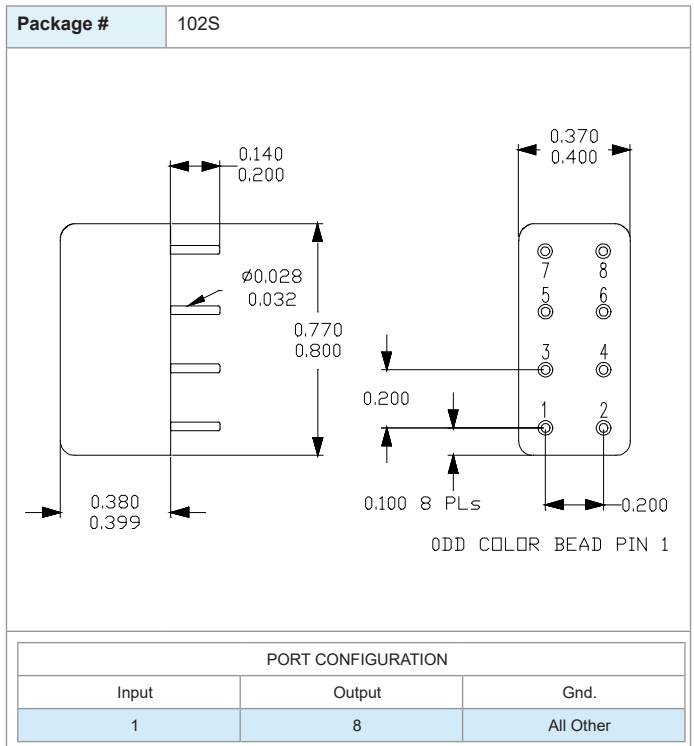 Package # 102S
0.140
0.200
0.370
0.400
Ø0.028
0.032
0.770
0.800
7 8
5 6
3 4
1 2
0.200
0.100 8 PLs
0.200
0.380
0.399
ODD COLOR BEAD PIN 1
PORT CONFIGURATION
Input Output Gnd.
1 8 All Other